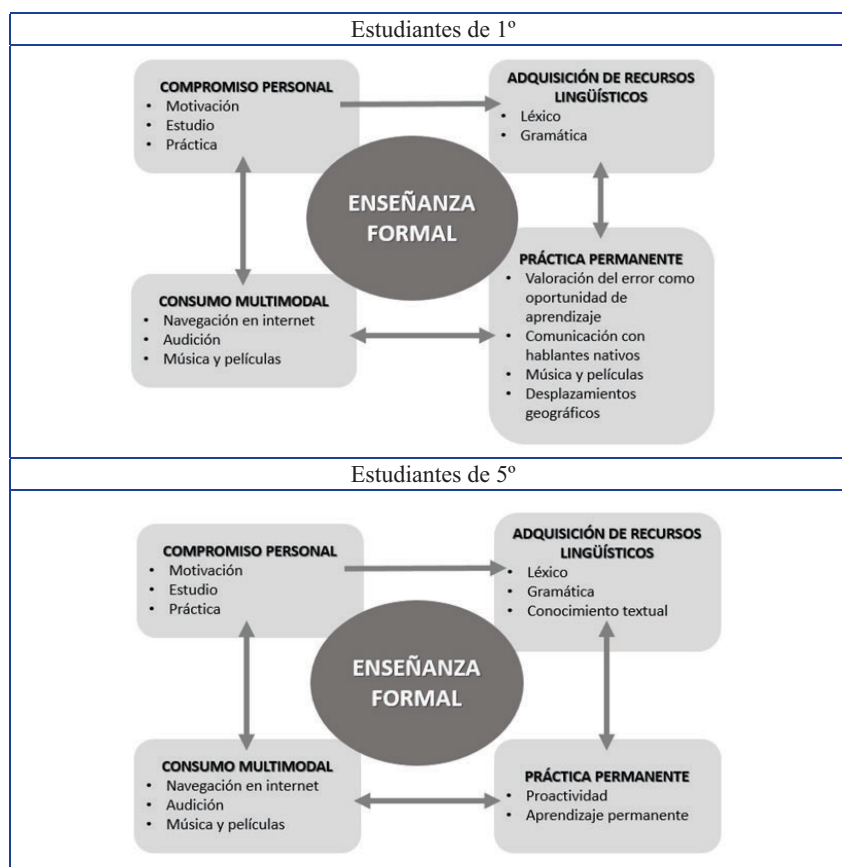 Estudiantes de 1º
COMPROMISO PERSONAL
• Motivación
• Estudio
• Práctica
ADQUISICIÓN DE RECURSOS
LINGÜÍSTICOS
• Léxico
• Gramática
ENSEÑANZA
FORMAL
CONSUMO MULTIMODAL
• Navegación en internet
• Audición
• Música y películas
PRÁCTICA PERMANENTE
• Valoración del error como
oportunidad de
aprendizaje
• Comunicación con
hablantes nativos
• Música y películas
• Desplazamientos
geográficos
Estudiantes de 5º
COMPROMISO PERSONAL
• Motivación
• Estudio
• Práctica
ADQUISICIÓN DE RECURSOS
LINGÜÍSTICOS
• Léxico
• Gramática
• Conocimiento textual
ENSEÑANZA
FORMAL
CONSUMO MULTIMODAL
• Navegación en internet
• Audición
• Música y películas
PRÁCTICA PERMANENTE
• Proactividad
• Aprendizaje permanente